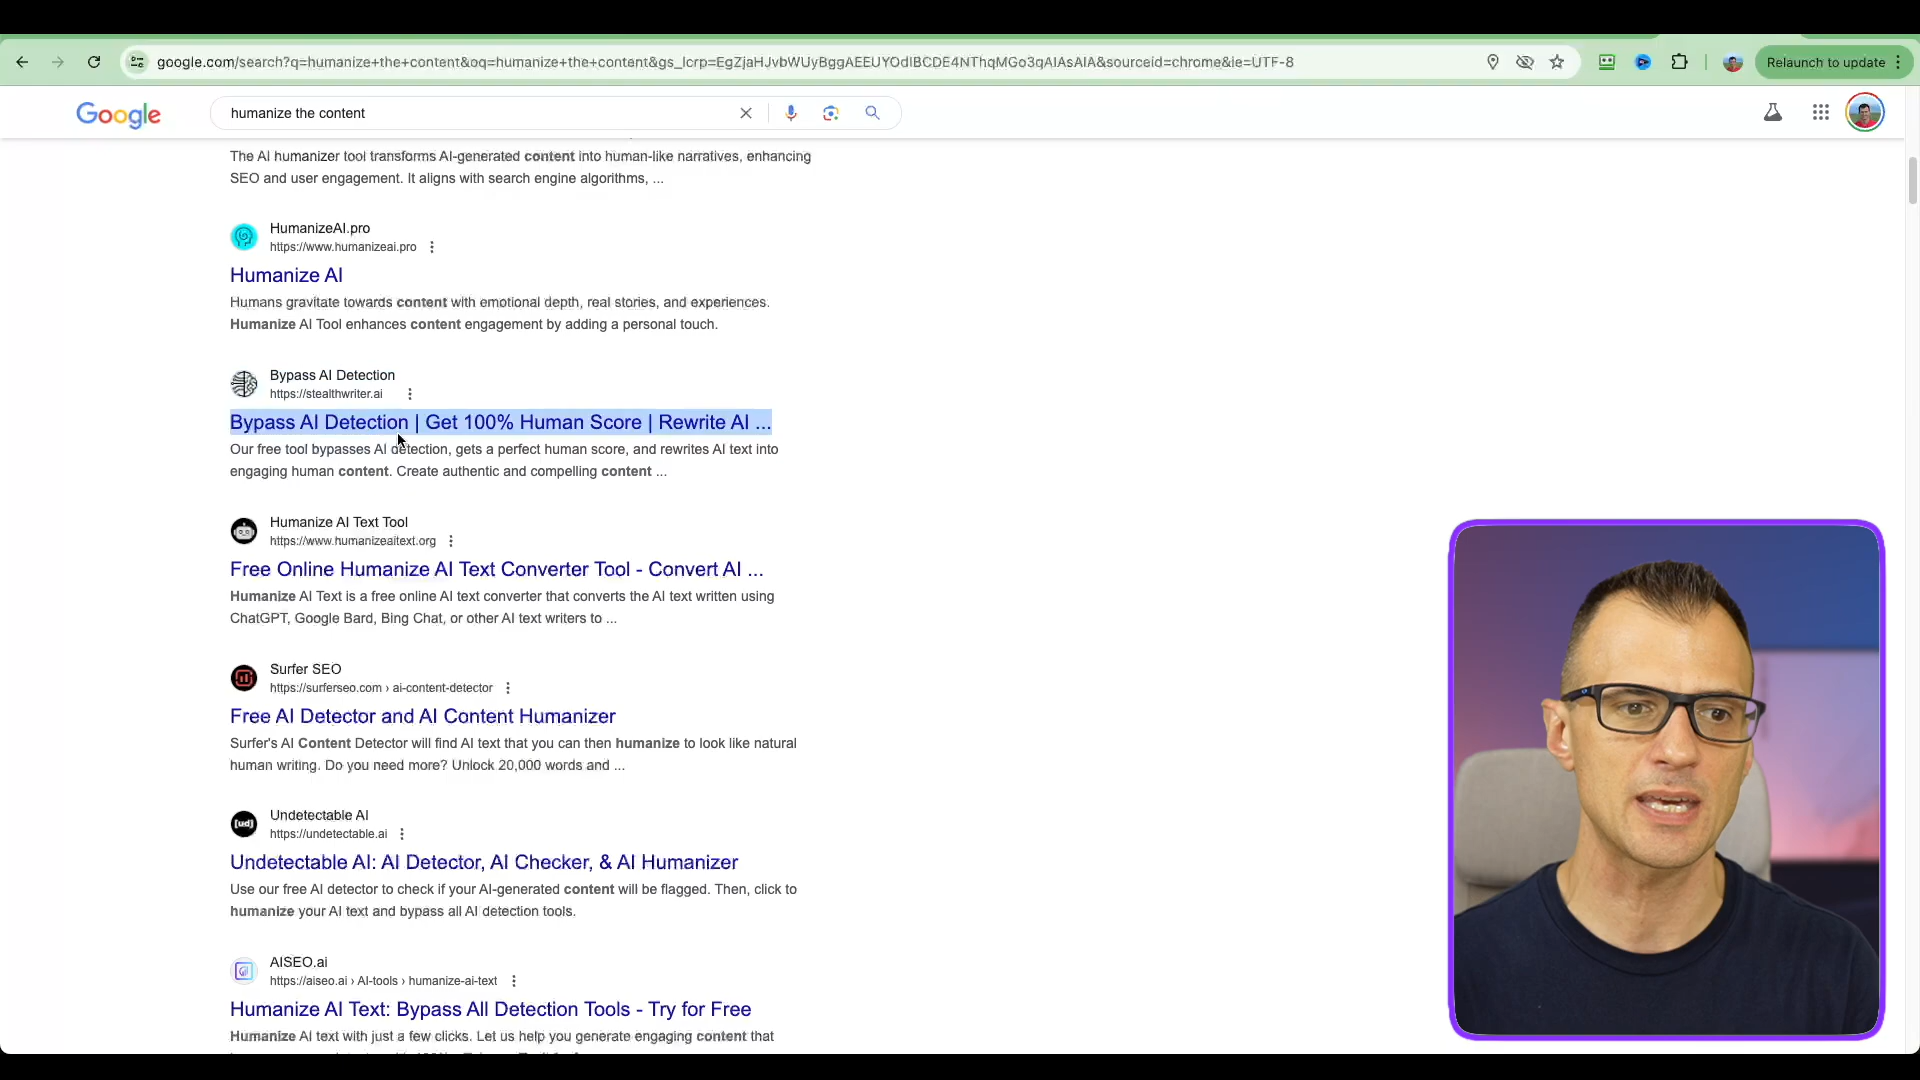 google.com/search?q=humanize+the+content&oq=humanize+the+content&gs_lcrp=EgZjaHJvbWUyBggAEEUYOdIBCDE4NThqMGo3qAIAsAIA&sourceid=chrome&ie=UTF-8
Relaunch to update
Google
humanize the content
The AI humanizer tool transforms AI-generated content into human-like narratives, enhancing
SEO and user engagement. It aligns with search engine algorithms, ...
HumanizeAI.pro
https://www.humanizeai.pro
Humanize AI
Humans gravitate towards content with emotional depth, real stories, and experiences.
Humanize AI Tool enhances content engagement by adding a personal touch.
Bypass AI Detection
https://stealthwriter.ai
Bypass AI Detection | Get 100% Human Score | Rewrite AI ...
Our free tool bypasses AI detection, gets a perfect human score, and rewrites AI text into
engaging human content. Create authentic and compelling content ...
Humanize AI Text Tool
https://www.humanizeaitext.org
Free Online Humanize AI Text Converter Tool - Convert AI ...
Humanize AI Text is a free online AI text converter that converts the AI text written using
ChatGPT, Google Bard, Bing Chat, or other AI text writers to ...
Surfer SEO
https://surferseo.com › ai-content-detector
Free AI Detector and AI Content Humanizer
Surfer's AI Content Detector will find AI text that you can then humanize to look like natural
human writing. Do you need more? Unlock 20,000 words and ...
[ud]
Undetectable AI
https://undetectable.ai
Undetectable AI: AI Detector, AI Checker, & AI Humanizer
Use our free AI detector to check if your AI-generated content will be flagged. Then, click to
humanize your AI text and bypass all AI detection tools.
AISEO.ai
https://aiseo.ai › AI-tools › humanize-ai-text
Humanize AI Text: Bypass All Detection Tools - Try for Free
Humanize AI text with just a few clicks. Let us help you generate engaging content that